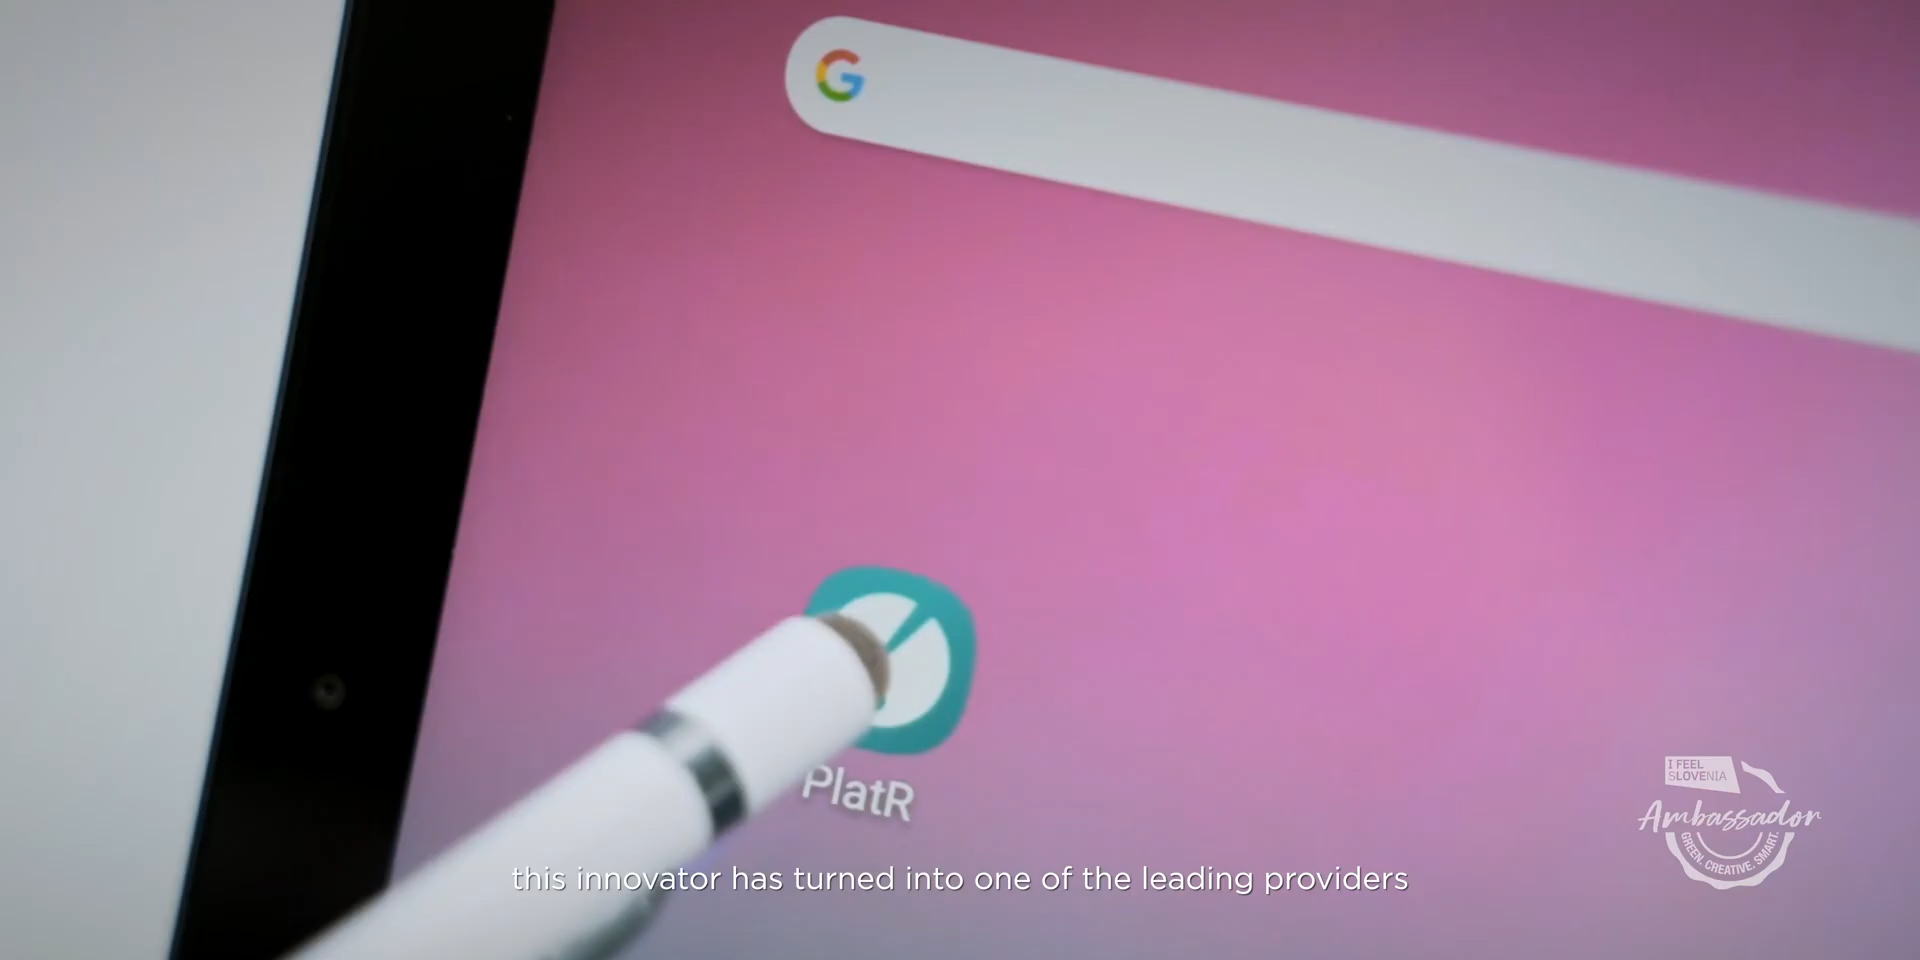 G
PlatR
I FEEL
SLOVENIA
Ambassador
GREEN. CREATIVE. SMART.
this innovator has turned into one of the leading providers